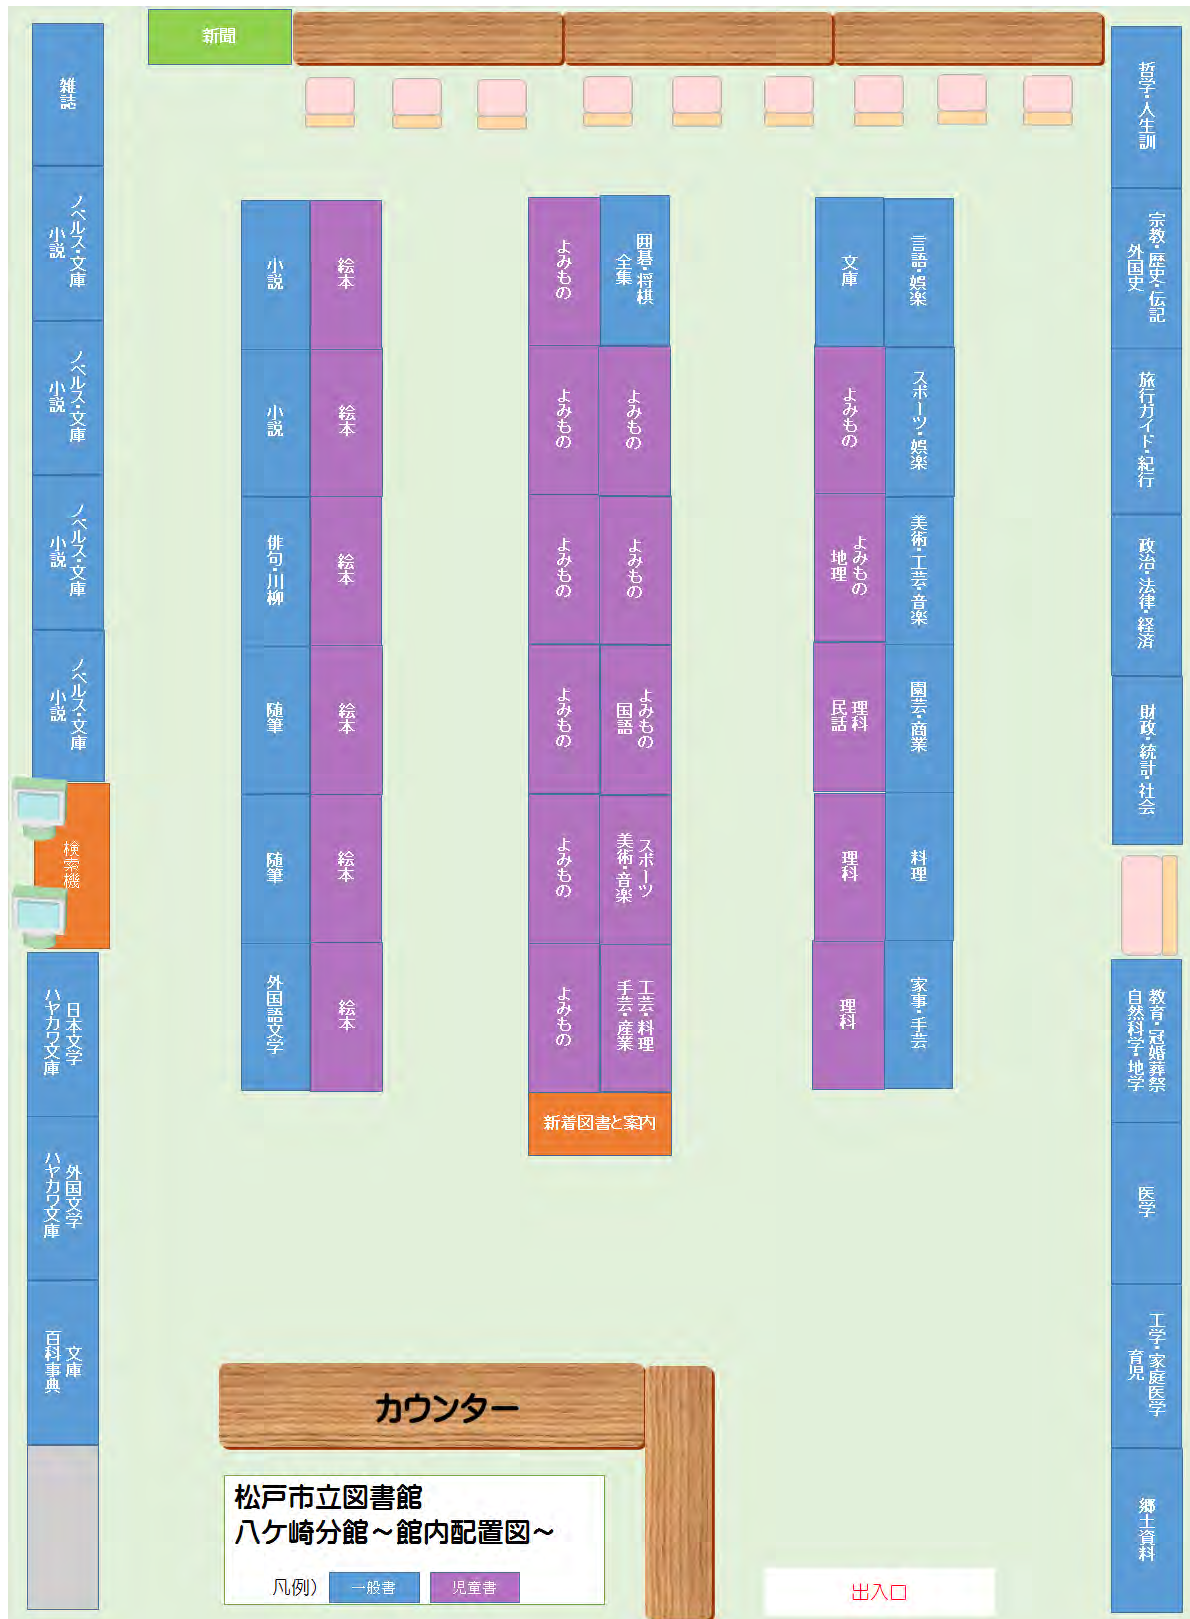 新聞
雑誌
ノベルス・文庫
小説
ノベルス・文庫
小説
ノベルス・文庫
小説
ノベルス・文庫
小説
検索機
日本文学
ハヤカワ文庫
外国文学
ハヤカワ文庫
文庫
百科事典
小説
小説
俳句・川柳
随筆
随筆
外国語文学
絵本
絵本
絵本
絵本
絵本
絵本
よみもの
よみもの
よみもの
よみもの
よみもの
よみもの
囲碁・将棋
全集
よみもの
よみもの
よみもの
国語
スポーツ
美術・音楽
工芸・料理
手芸・産業
新着図書と案内
文庫
よみもの
よみもの
地理
理科
民話
理科
理科
言語・娯楽
スポーツ・娯楽
美術・工芸・音楽
園芸・商業
料理
家事・手芸
哲学・人生訓
宗教・歴史・伝記
外国史
旅行ガイド・紀行
政治・法律・経済
財政・統計・社会
教育・冠婚葬祭
自然科学・地学
医学
工学・家庭医学
育児
郷土資料
カウンター
松戸市立図書館
八ケ崎分館～館内配置図～
凡例） 一般書 児童書
出入口